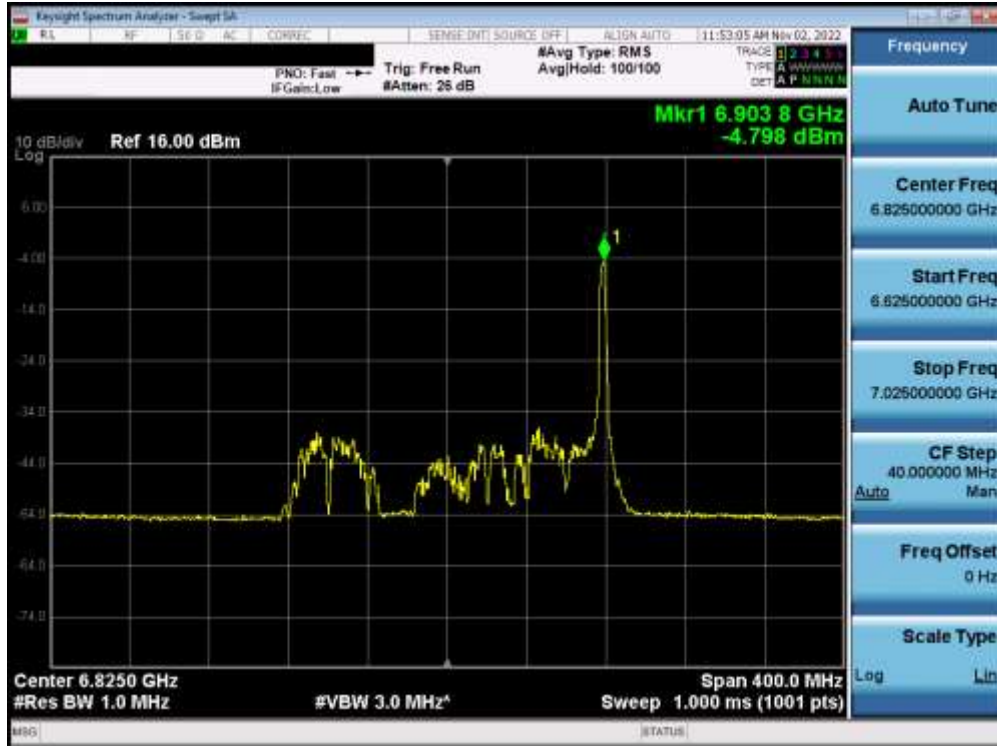 Keysight Spectrum Analyzer - Swept SA
RL RF 50 Ω AC CORREC SENSE:INT SOURCE OFF ALIGN AUTO 11:53:05 AM Nov 02, 2022
PNO: Fast Trig: Free Run #Avg Type: RMS TRACE 1 2 3 4 5 6
IFGain:Low #Atten: 26 dB Avg|Hold: 100/100 TYPE A WWWWW
DET A P N N N N
Mkr1 6.903 8 GHz
-4.798 dBm
10 dB/div Ref 16.00 dBm
Log
1
6.00
-4.00
-14.0
-24.0
-34.0
-44.0
-54.0
-64.0
-74.0
Center 6.8250 GHz Span 400.0 MHz
#Res BW 1.0 MHz #VBW 3.0 MHz* Sweep 1.000 ms (1001 pts)
MSG STATUS
Frequency
Auto Tune
Center Freq
6.825000000 GHz
Start Freq
6.625000000 GHz
Stop Freq
7.025000000 GHz
CF Step
40.000000 MHz
Auto Man
Freq Offset
0 Hz
Scale Type
Log Lin